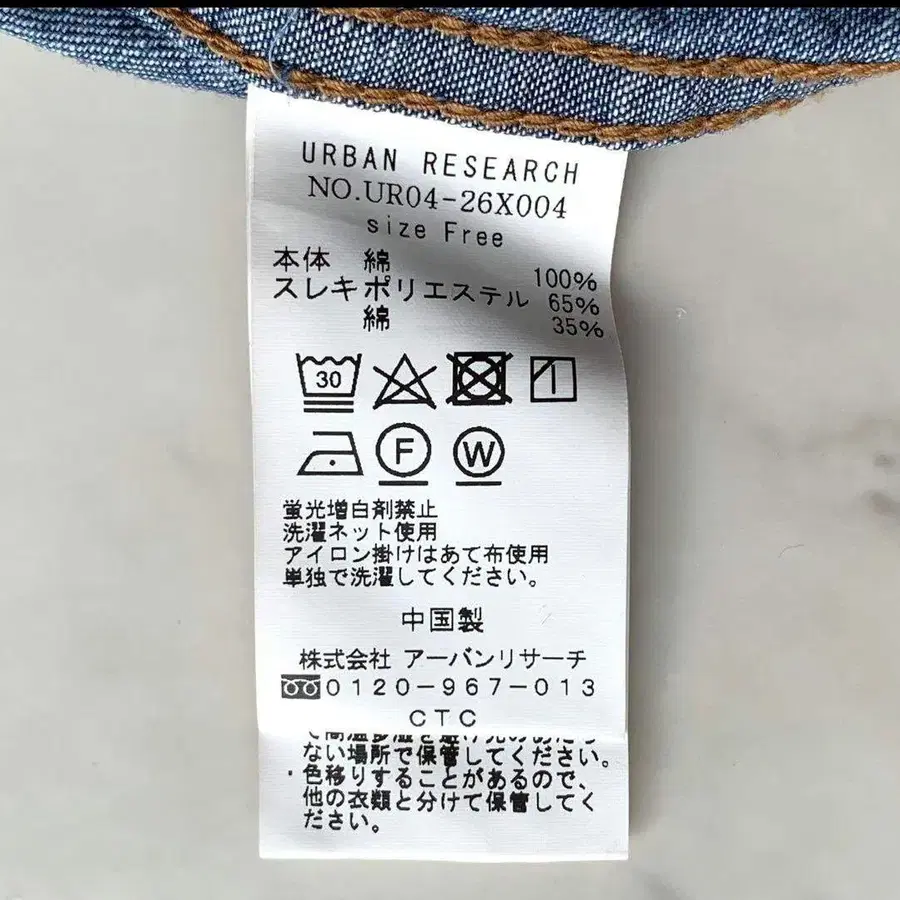 URBAN RESEARCH
NO.UR04-26X004
size Free
本体 綿 100%
スレキ ポリエステル 65%
綿 35%
30
F W
蛍光増白剤禁止
洗濯ネット使用
アイロン掛けはあて布使用
単独で洗濯してください。
中国製
株式会社 アーバンリサーチ
0120-967-013
CTC
ない場所で保管してください。
・色移りすることがあるので、
他の衣類と分けて保管してく
ださい。